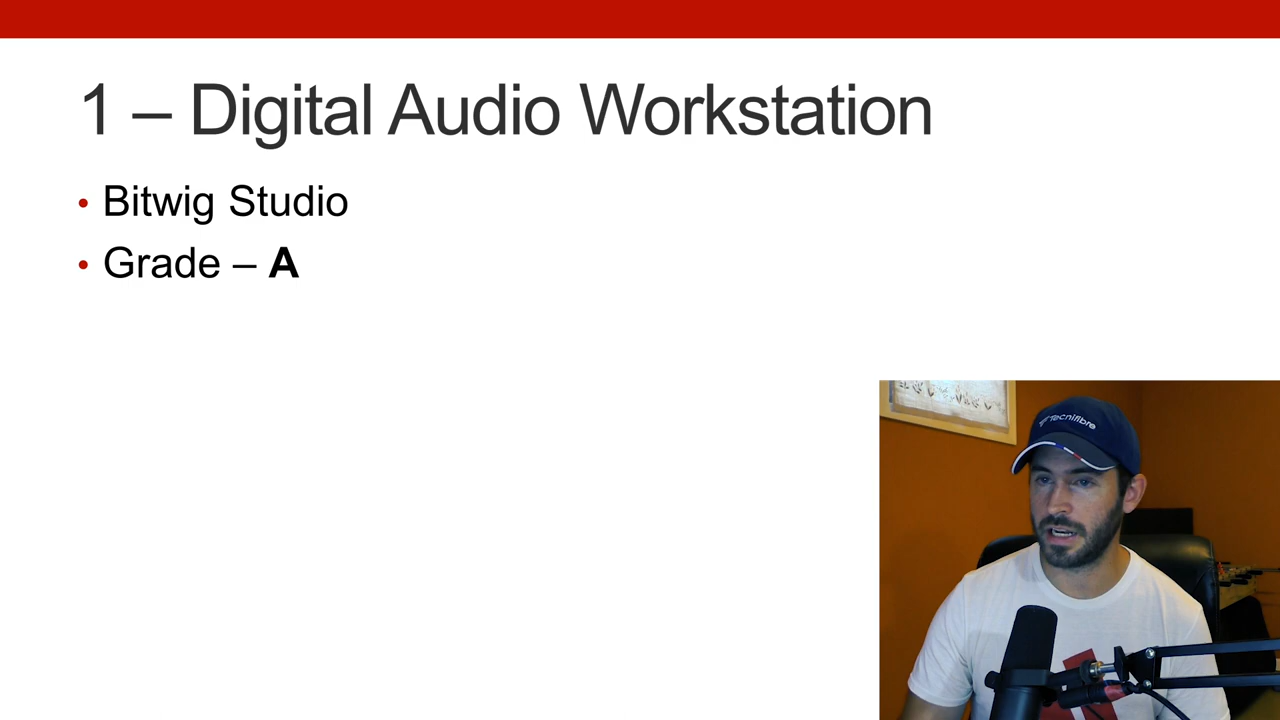 1 – Digital Audio Workstation
• Bitwig Studio
• Grade – A
Tecnifibre